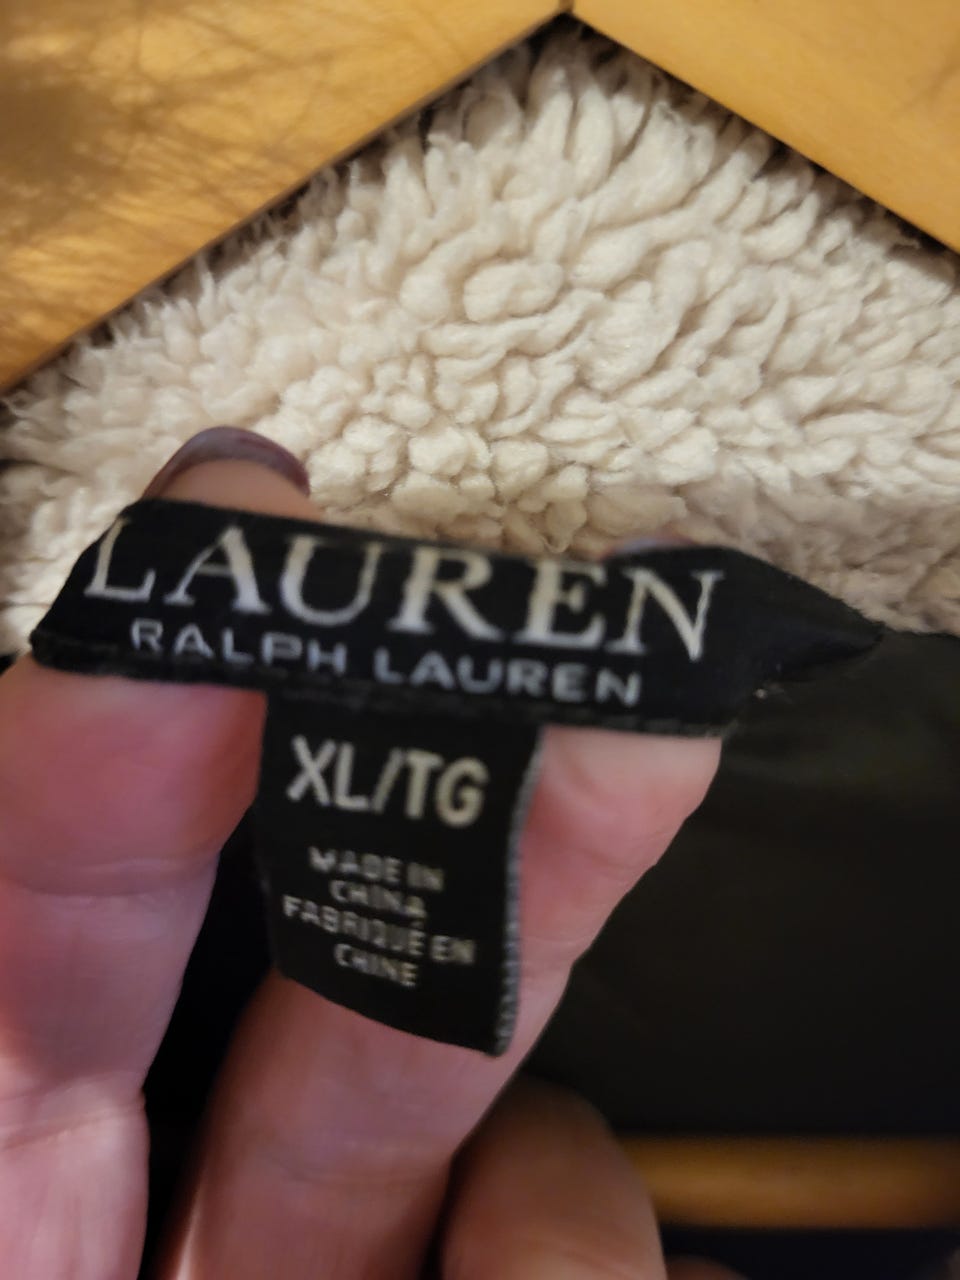 LAUREN
RALPH LAUREN
XL/TG
MADE IN
CHINA
FABRIQUÉ EN
CHINE